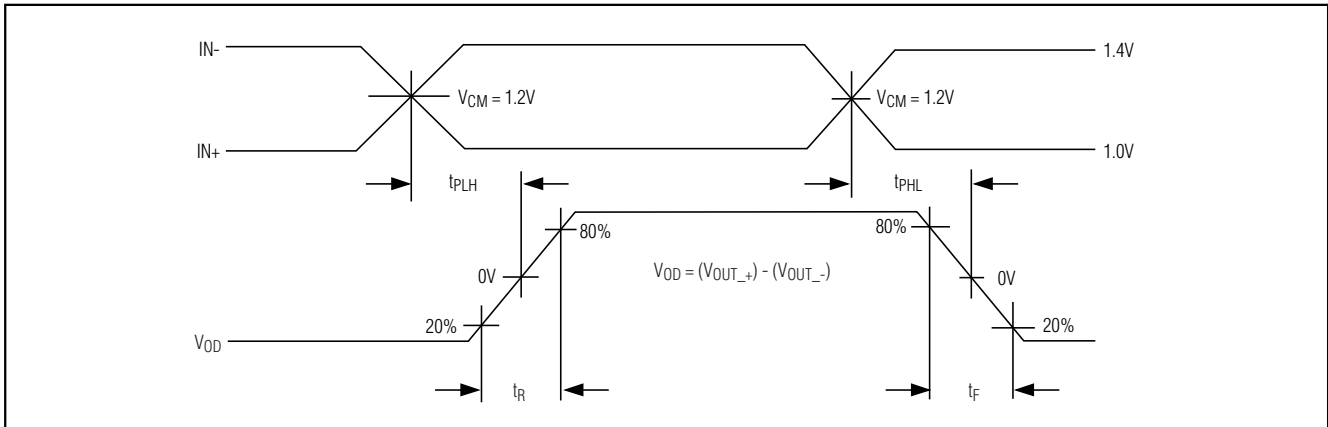 IN-
1.4V
VCM = 1.2V
VCM = 1.2V
IN+
1.0V
tPLH
tPHL
80%
80%
0V
VOD = (VOUT_+) - (VOUT_-)
0V
20%
20%
VOD
tR
tF